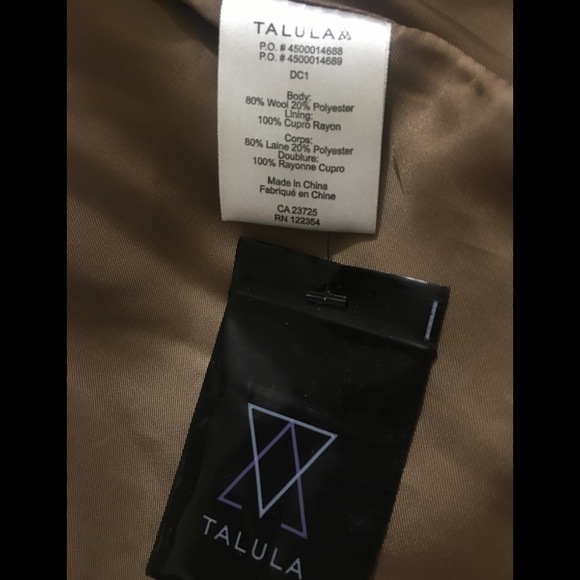 TALULA
P.O. # 4500014688
P.O. # 4500014689
DC1
Body:
80% Wool 20% Polyester
Lining:
100% Cupro Rayon
Corps:
80% Laine 20% Polyester
Doublure:
100% Rayonne Cupro
Made in China
Fabriqué en Chine
CA 23725
RN 122354
TALULA